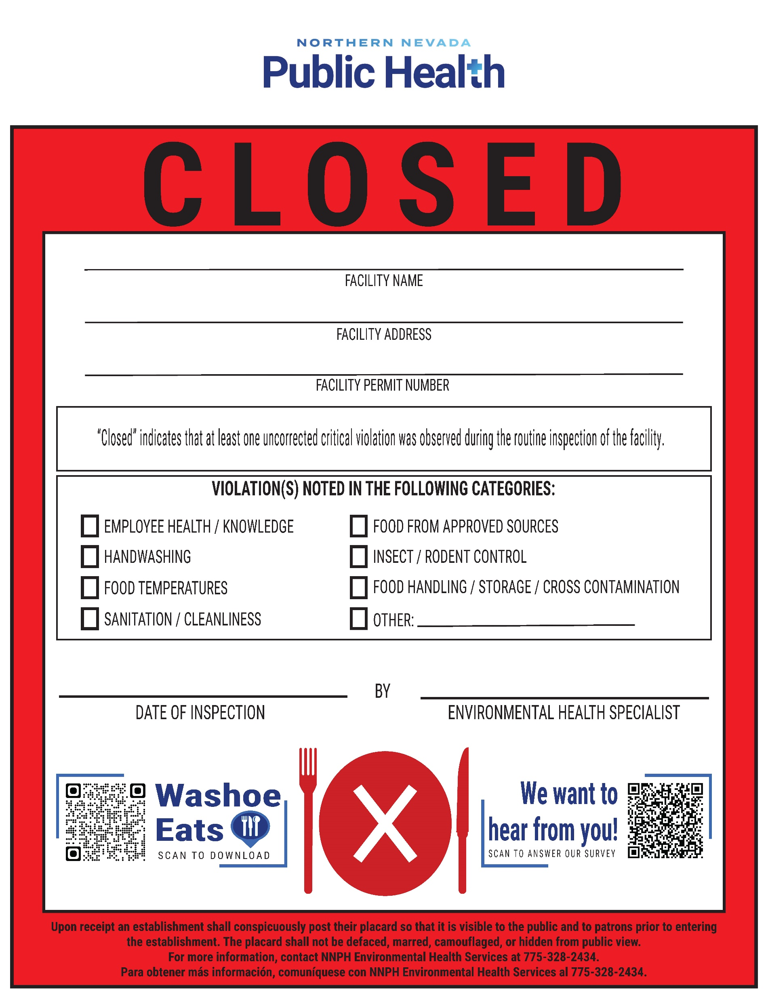 NORTHERN NEVADA
Public Health
CLOSED
FACILITY NAME
FACILITY ADDRESS
FACILITY PERMIT NUMBER
“Closed” indicates that at least one uncorrected critical violation was observed during the routine inspection of the facility.
VIOLATION(S) NOTED IN THE FOLLOWING CATEGORIES:
EMPLOYEE HEALTH / KNOWLEDGE
FOOD FROM APPROVED SOURCES
HANDWASHING
INSECT / RODENT CONTROL
FOOD TEMPERATURES
FOOD HANDLING / STORAGE / CROSS CONTAMINATION
SANITATION / CLEANLINESS
OTHER:
BY
DATE OF INSPECTION
ENVIRONMENTAL HEALTH SPECIALIST
Washoe
Eats
SCAN TO DOWNLOAD
We want to
hear from you!
SCAN TO ANSWER OUR SURVEY
Upon receipt an establishment shall conspicuously post their placard so that it is visible to the public and to patrons prior to entering
the establishment. The placard shall not be defaced, marred, camouflaged, or hidden from public view.
For more information, contact NNPH Environmental Health Services at 775-328-2434.
Para obtener más información, comuníquese con NNPH Environmental Health Services al 775-328-2434.